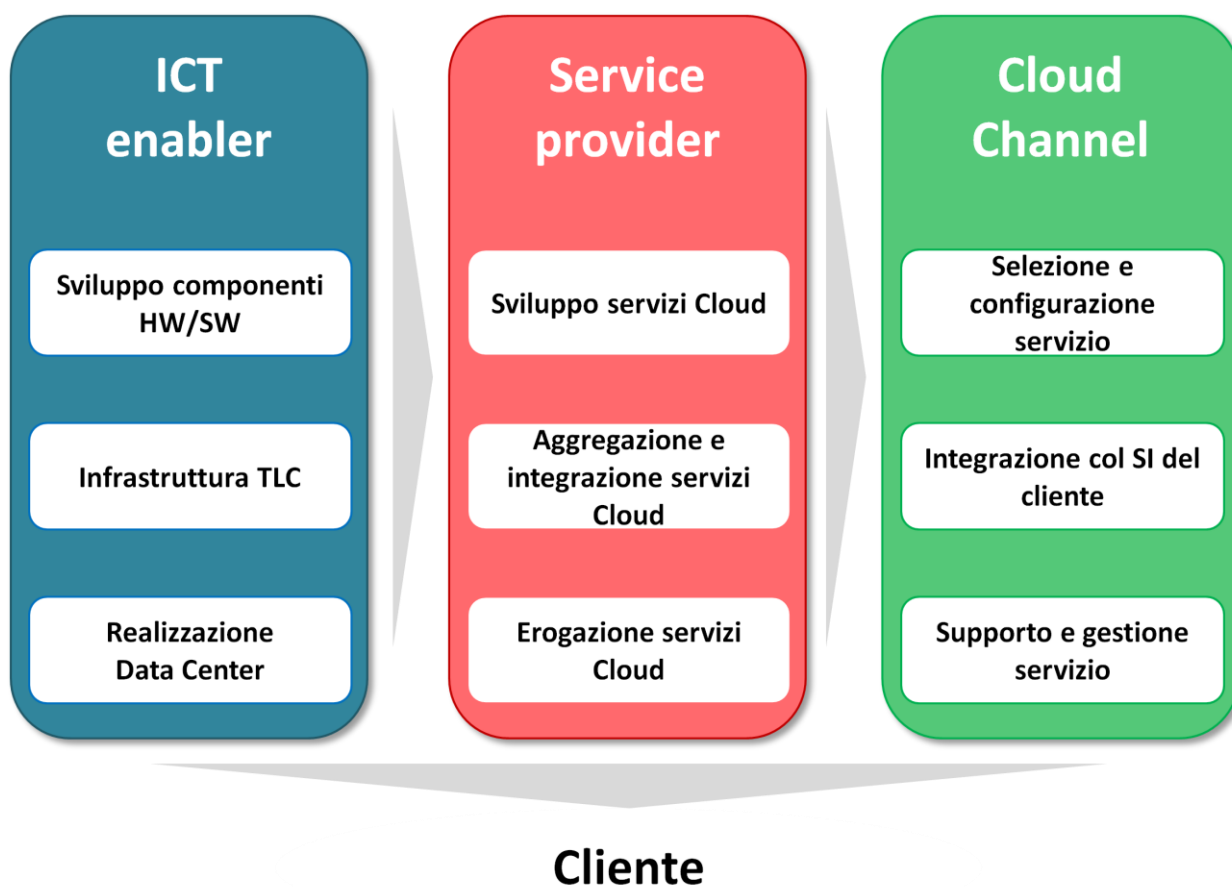 ICT
enabler
Sviluppo componenti
HW/SW
Infrastruttura TLC
Realizzazione
Data Center
Service
provider
Sviluppo servizi Cloud
Aggregazione e
integrazione servizi
Cloud
Erogazione servizi
Cloud
Cloud
Channel
Selezione e
configurazione
servizio
Integrazione col SI del
cliente
Supporto e gestione
servizio
Cliente